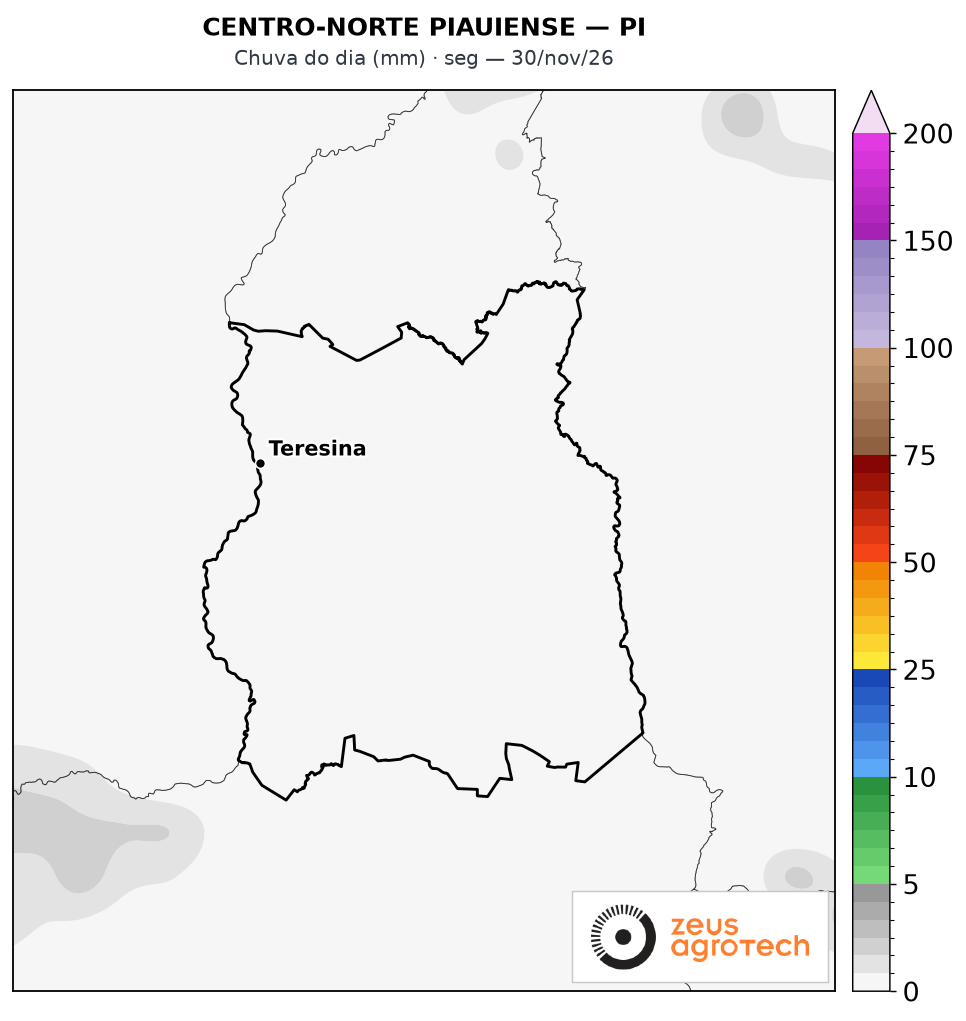 CENTRO-NORTE PIAUIENSE — PI
Chuva do dia (mm) · seg — 30/nov/26
200
150
100
75
50
25
10
5
0
Teresina
zeus
agrotech